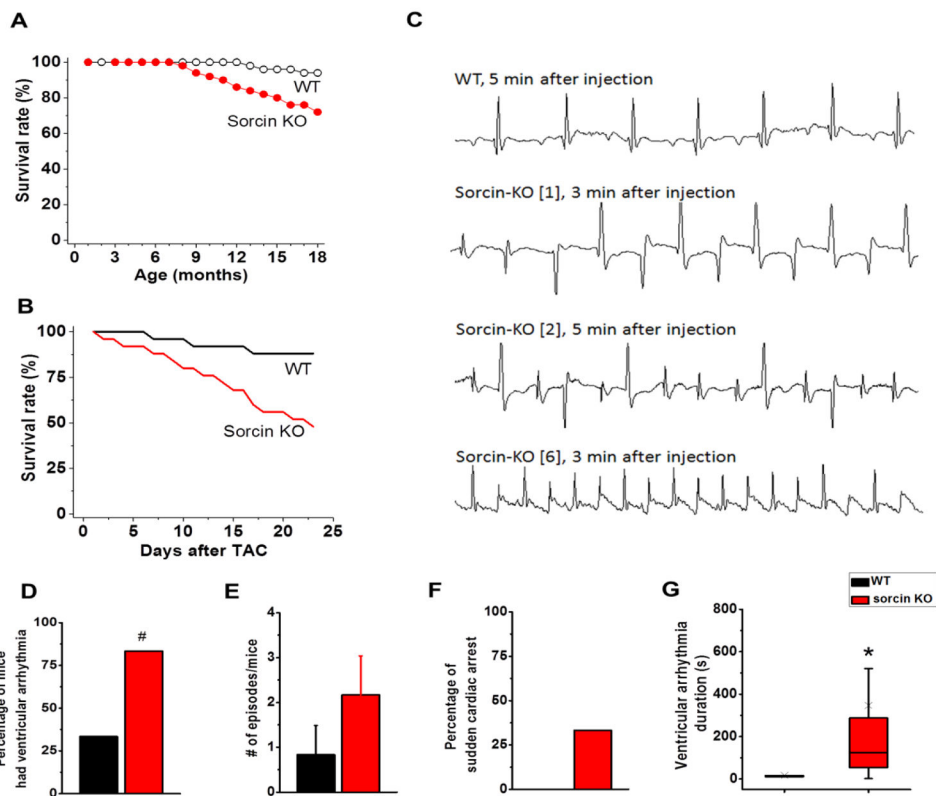 A
Survival rate (%)
100
80
60
40
20
0
WT
Sorcin KO
0 3 6 9 12 15 18
Age (months)
B
Survival rate (%)
100
75
50
25
0
WT
Sorcin KO
0 5 10 15 20 25
Days after TAC
C
WT, 5 min after injection
Sorcin-KO [1], 3 min after injection
Sorcin-KO [2], 5 min after injection
Sorcin-KO [6], 3 min after injection
D
Percentage of mice
had ventricular arrhythmia
100
75
50
25
0
#
E
# of episodes/mice
4
3
2
1
0
F
Percentage of
sudden cardiac arrest
100
75
50
25
0
G
WT
sorcin KO
Ventricular arrhythmia
duration (s)
800
600
400
200
0
*